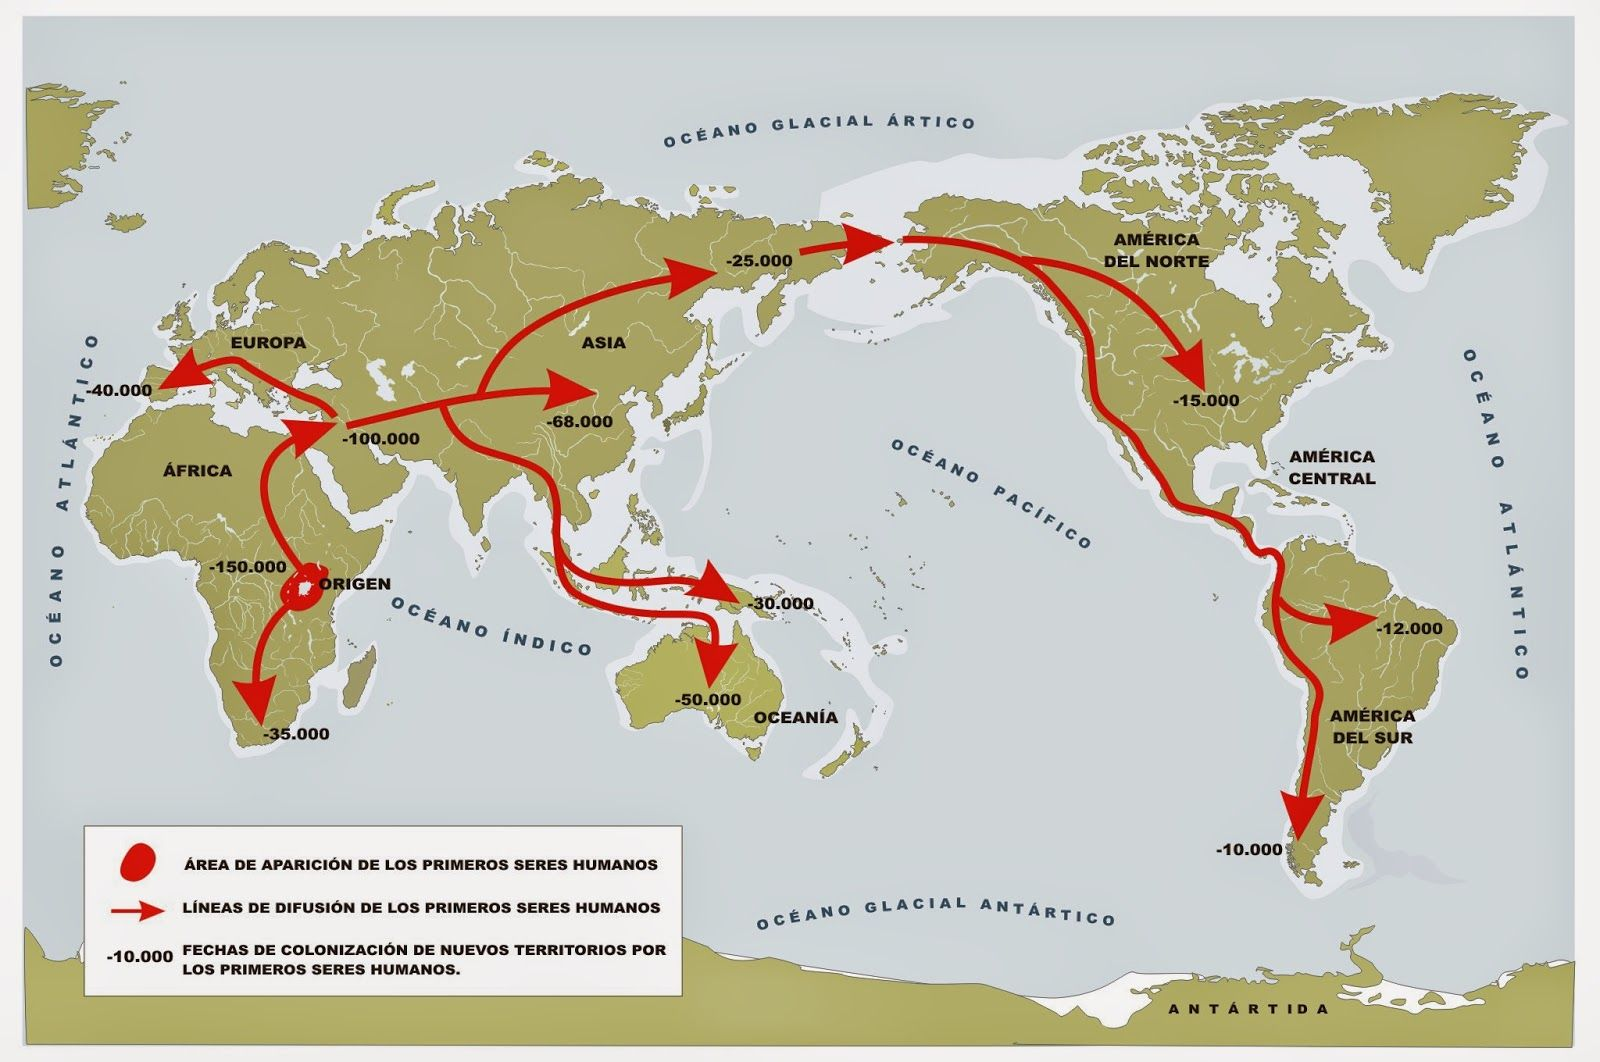 OCÉANO GLACIAL ÁRTICO
AMÉRICA
DEL NORTE
-25.000
EUROPA
ASIA
-40.000
-15.000
-68.000
-100.000
ÁFRICA
AMÉRICA
CENTRAL
OCÉANO ATLÁNTICO
OCÉANO PACÍFICO
OCÉANO ATLÁNTICO
-150.000
ORIGEN
OCÉANO ÍNDICO
-30.000
-12.000
-50.000
OCEANÍA
AMÉRICA
DEL SUR
-35.000
-10.000
ÁREA DE APARICIÓN DE LOS PRIMEROS SERES HUMANOS
LÍNEAS DE DIFUSIÓN DE LOS PRIMEROS SERES HUMANOS
-10.000 FECHAS DE COLONIZACIÓN DE NUEVOS TERRITORIOS POR
LOS PRIMEROS SERES HUMANOS.
OCÉANO GLACIAL ANTÁRTICO
ANTÁRTIDA